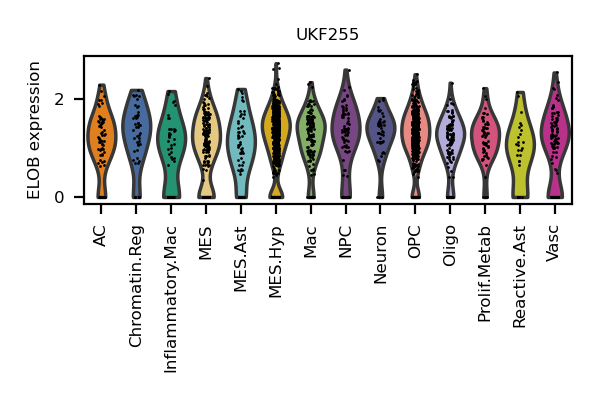 UKF255
ELOB expression
2
0
AC
Chromatin.Reg
Inflammatory.Mac
MES
MES.Ast
MES.Hyp
Mac
NPC
Neuron
OPC
Oligo
Prolif.Metab
Reactive.Ast
Vasc